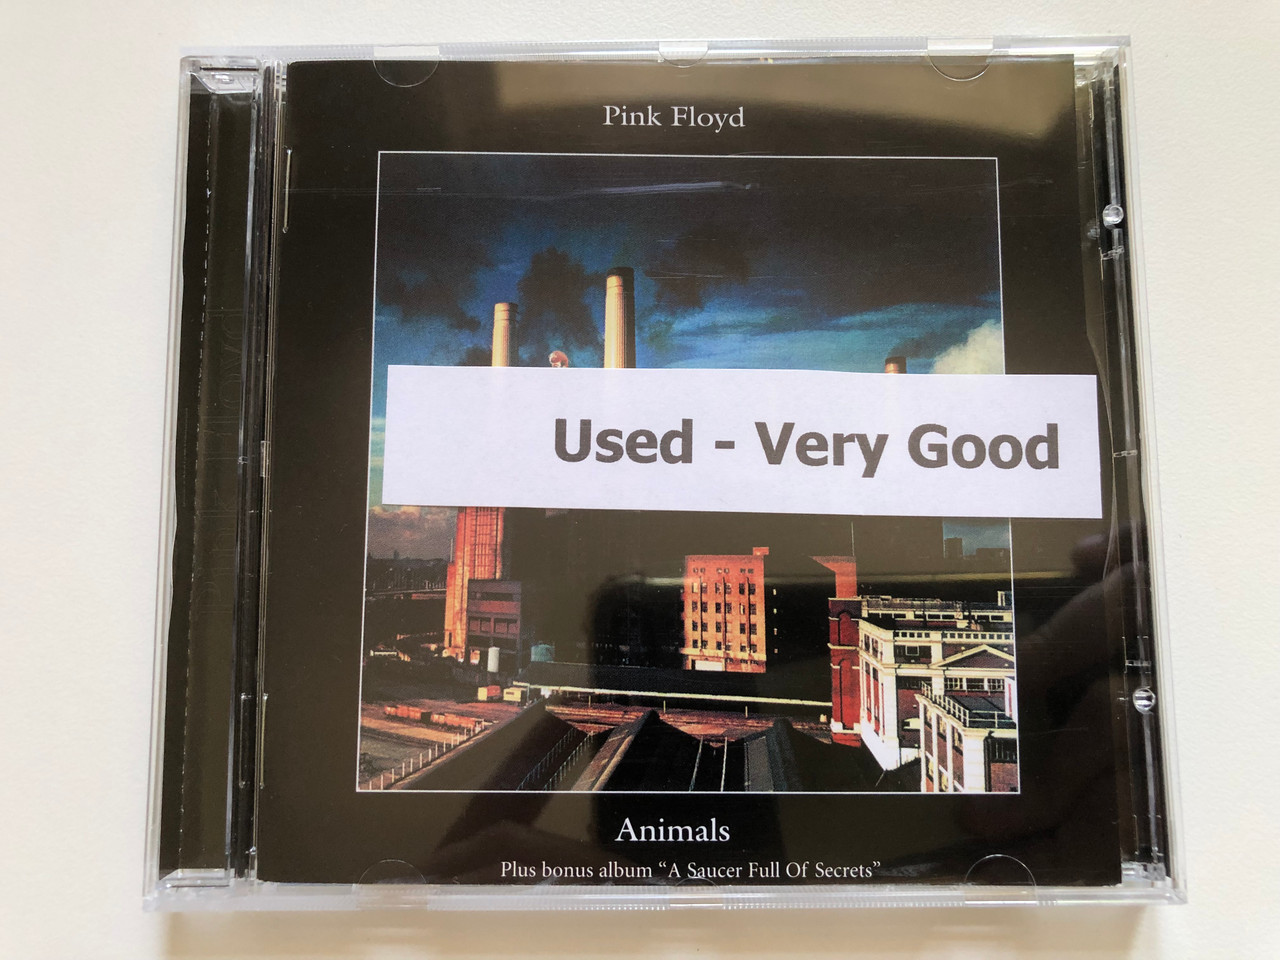 Pink Floyd
Used - Very Good
Animals
Plus bonus album “A Saucer Full Of Secrets”